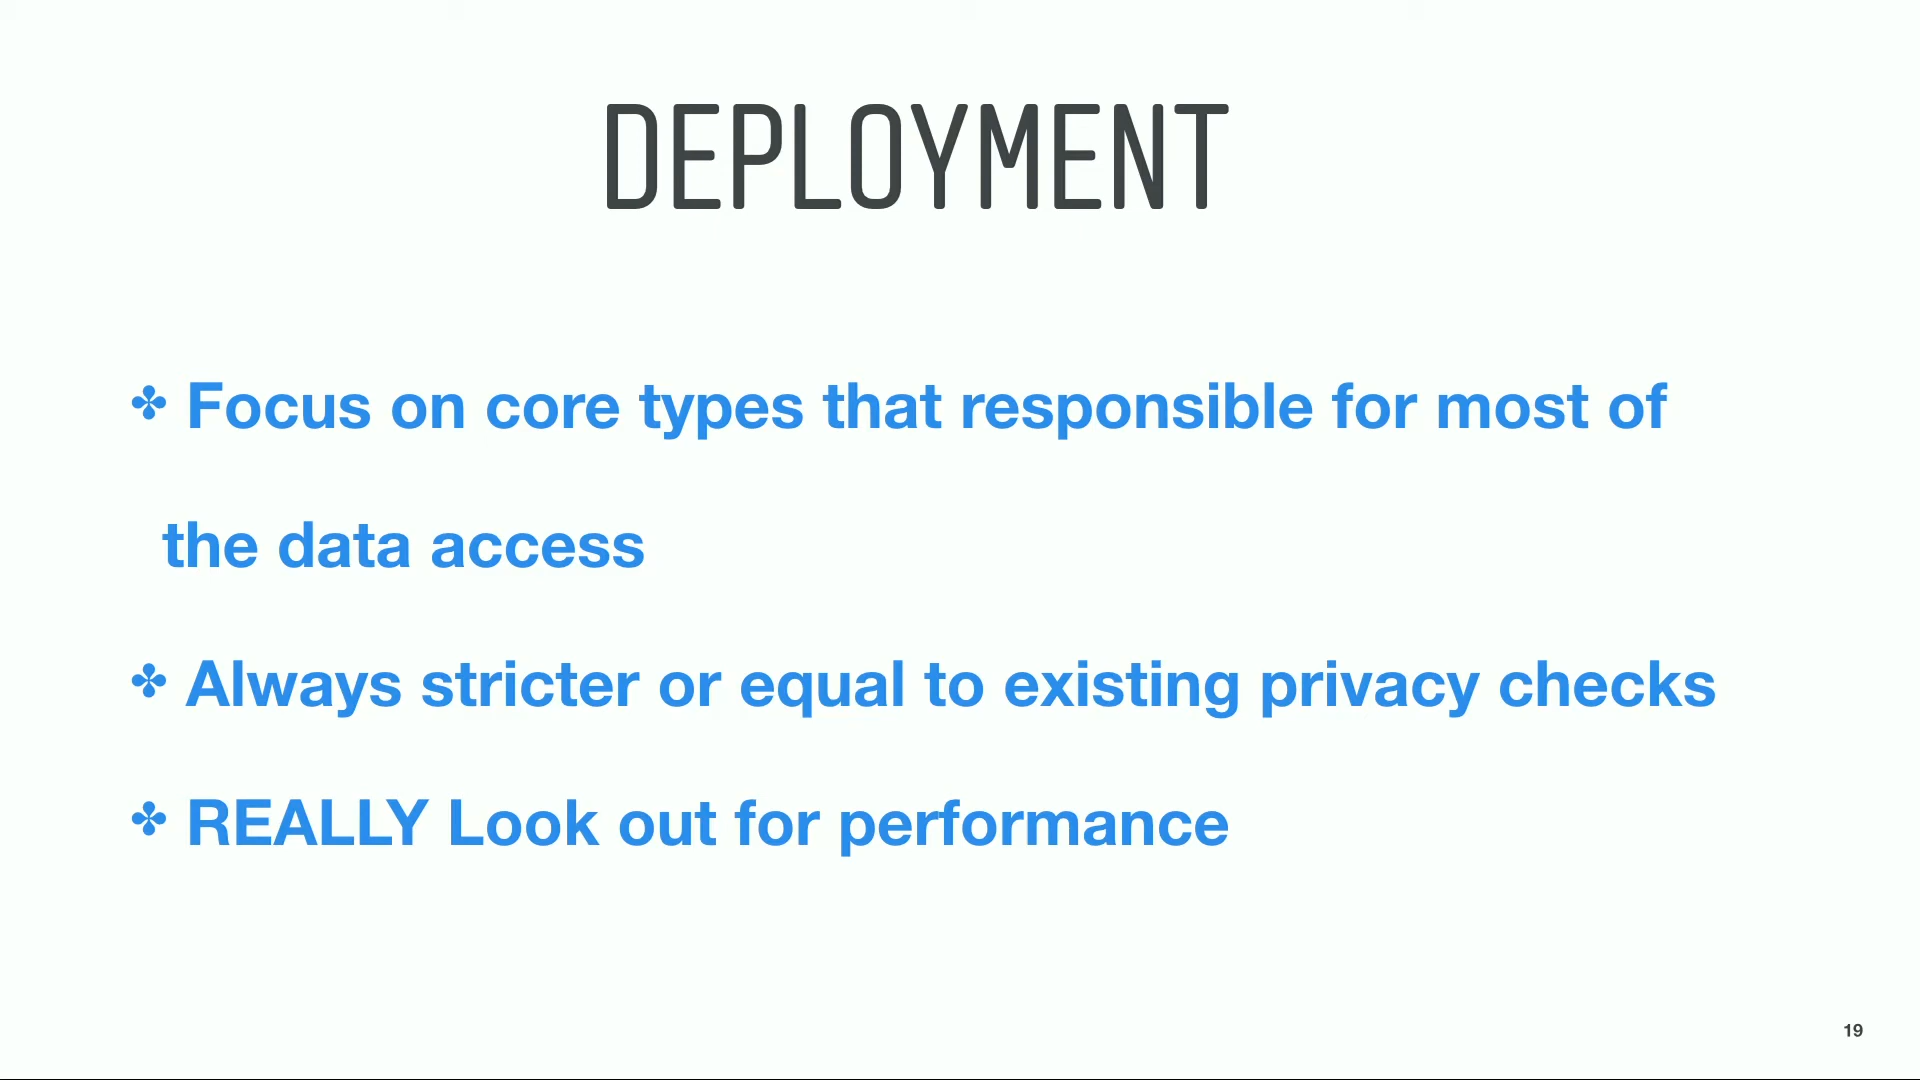 DEPLOYMENT
✤ Focus on core types that responsible for most of
the data access
✤ Always stricter or equal to existing privacy checks
✤ REALLY Look out for performance
19